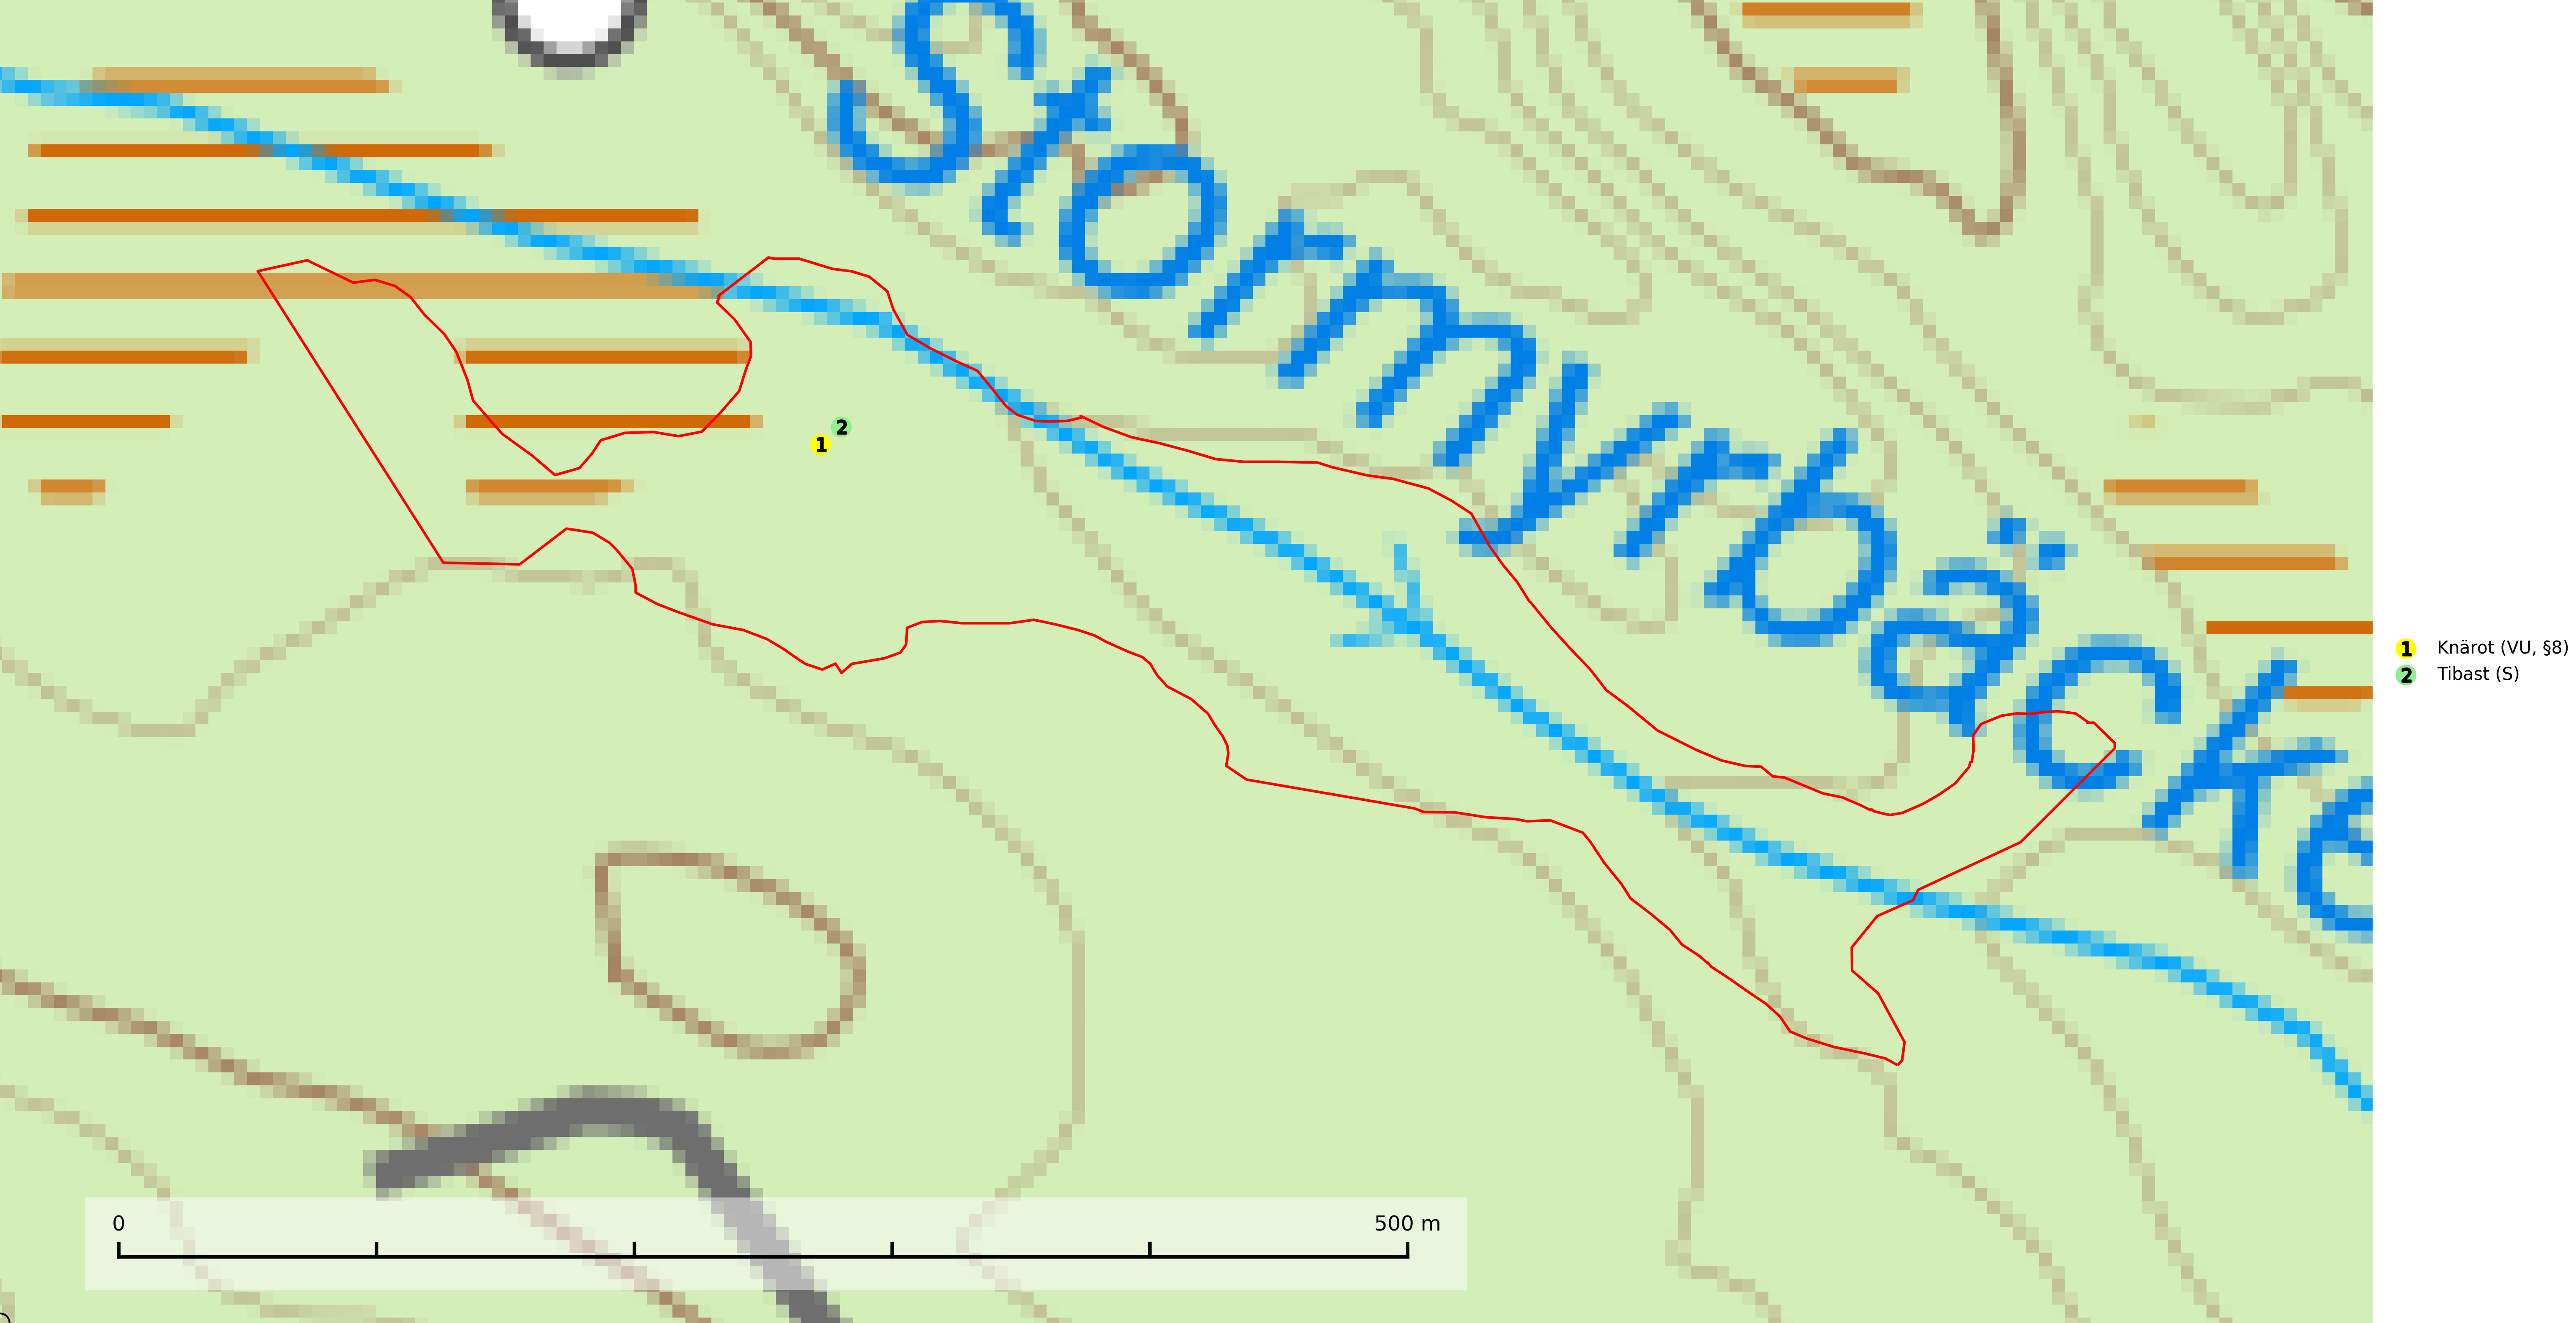 Stormyrbäcke
2
1
1 Knärot (VU, §8)
2 Tibast (S)
0 500 m